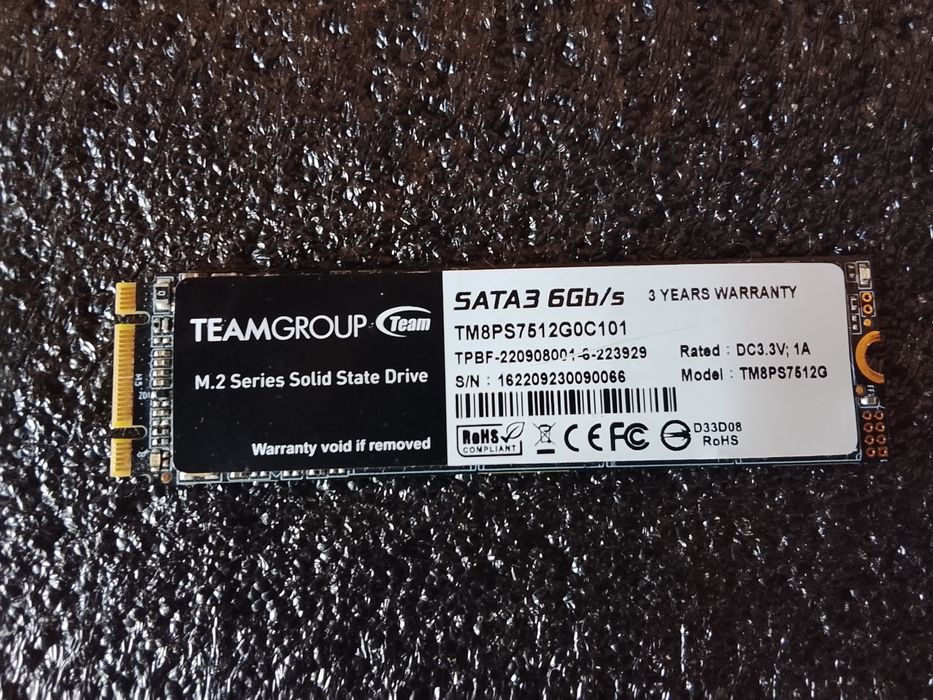 TEAMGROUP Team
M.2 Series Solid State Drive
Warranty void if removed
SATA3 6Gb/s 3 YEARS WARRANTY
TM8PS7512G0C101
TPBF-220908001-6-223929
Rated : DC3.3V; 1A
S/N : 162209230090066
Model : TM8PS7512G
RoHS
COMPLIANT
CE FC
D33D08
RoHS